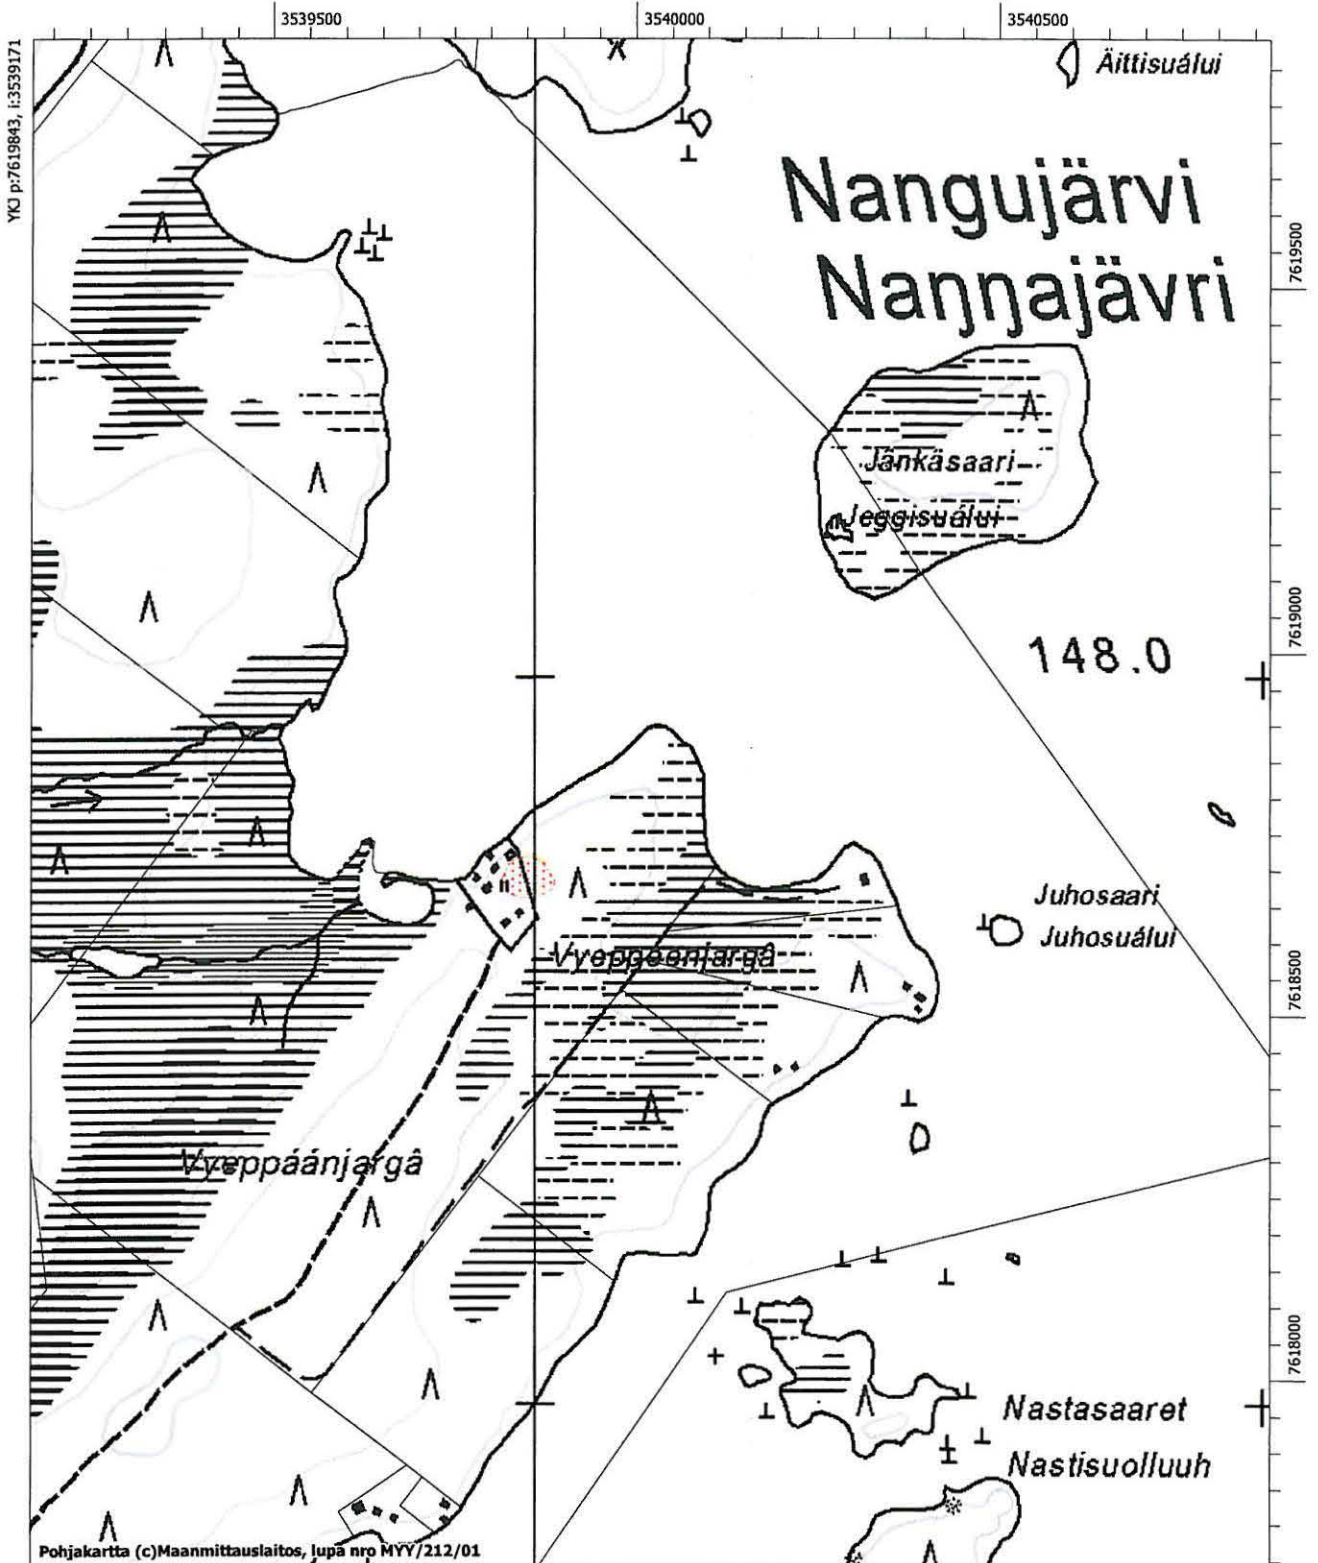 3539500
3540000
3540500
YKJ p:7619843, i:3539171
Äittisuálui
Nangujärvi
Naŋŋajävri
7619500
Jänkäsaari
Jeggisuálui
7619000
148.0
Juhosaari
Juhosuálui
Vyeppéenjargâ
7618500
Vyeppáánjargâ
7618000
Nastasaaret
Nastisuolluuh
Pohjakartta (c)Maanmittauslaitos, lupa nro MYY/212/01